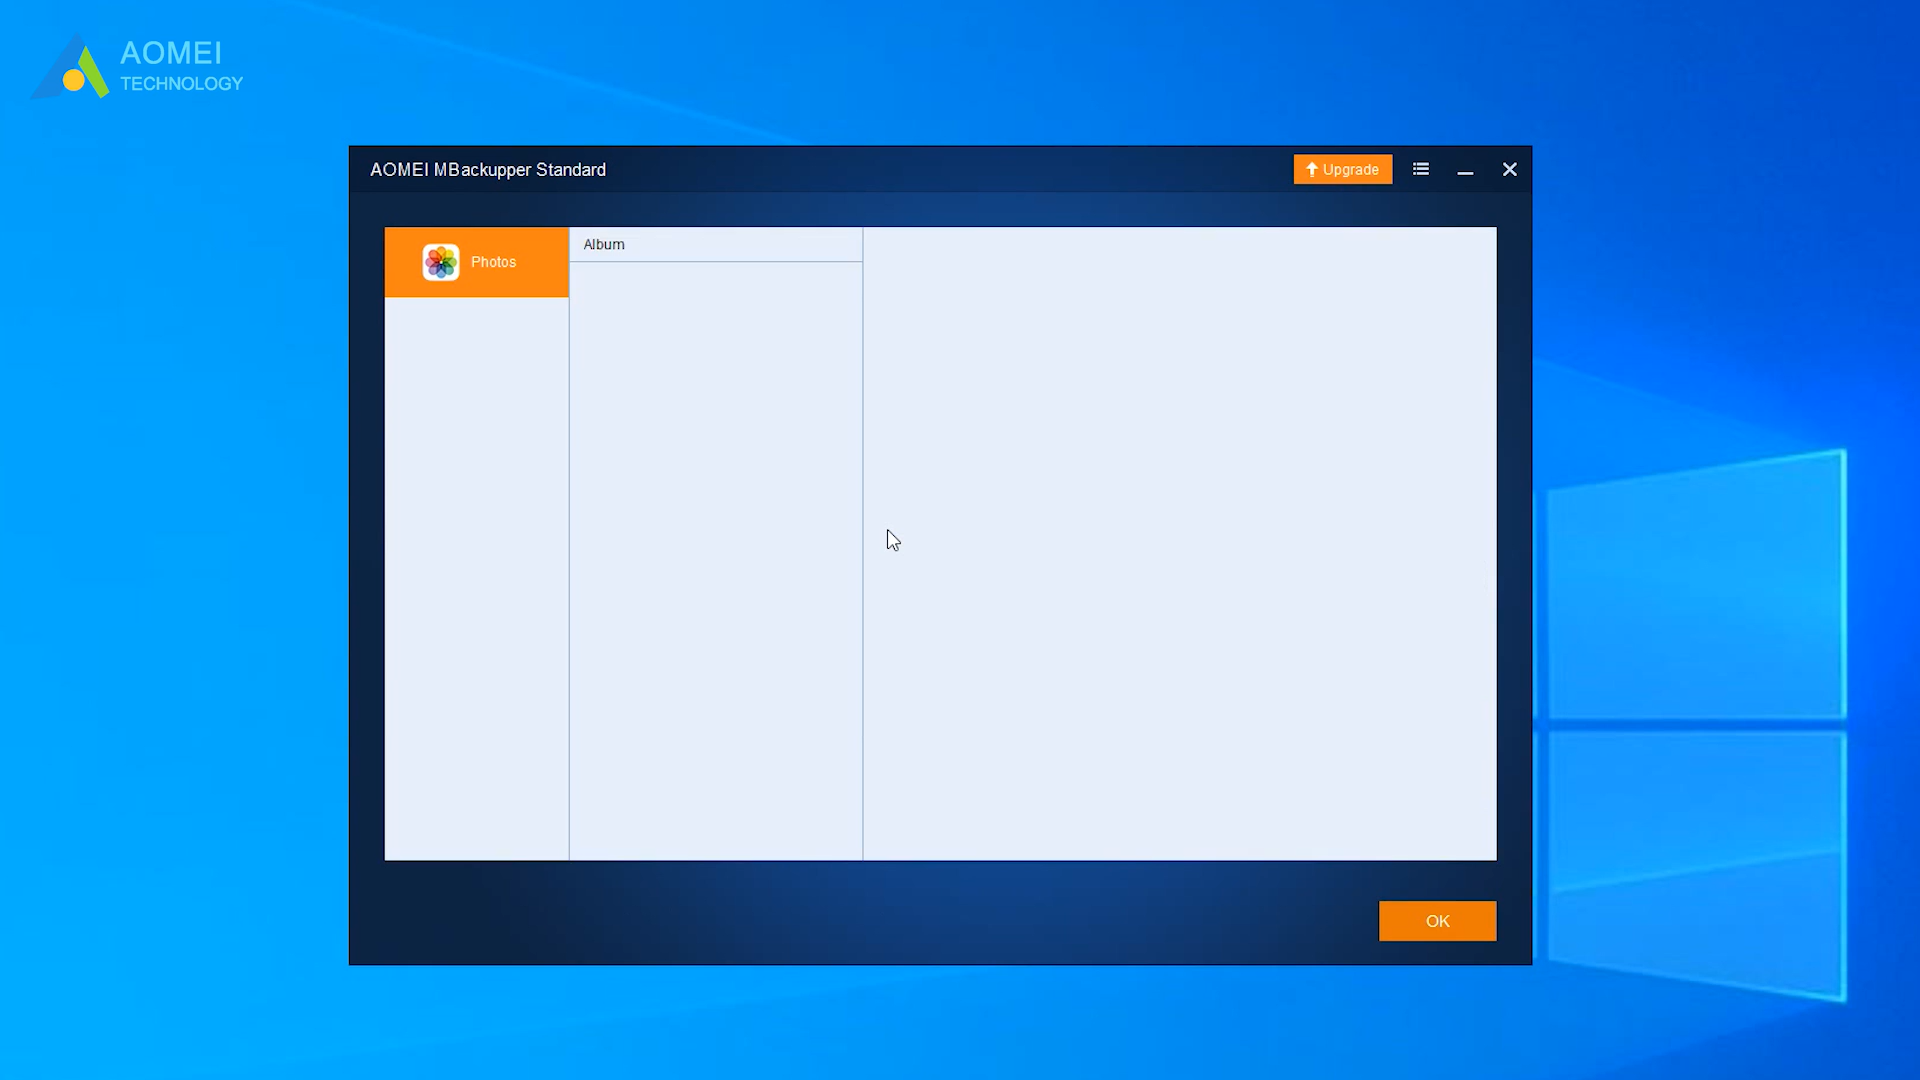 AOMEI
TECHNOLOGY
AOMEI MBackupper Standard
Upgrade
Photos
Album
OK